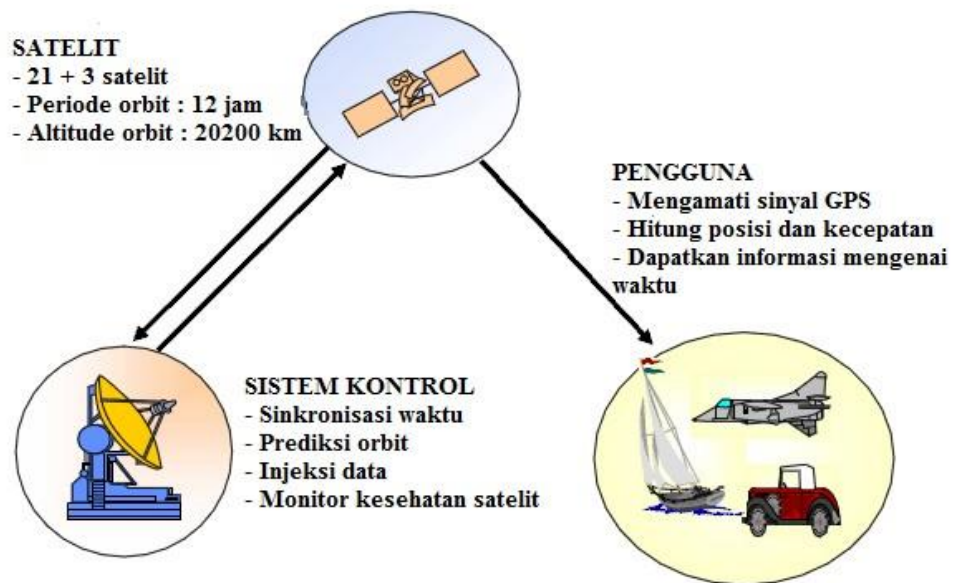 SATELIT
- 21 + 3 satelit
- Periode orbit : 12 jam
- Altitude orbit : 20200 km
PENGGUNA
- Mengamati sinyal GPS
- Hitung posisi dan kecepatan
- Dapatkan informasi mengenai
waktu
SISTEM KONTROL
- Sinkronisasi waktu
- Prediksi orbit
- Injeksi data
- Monitor kesehatan satelit